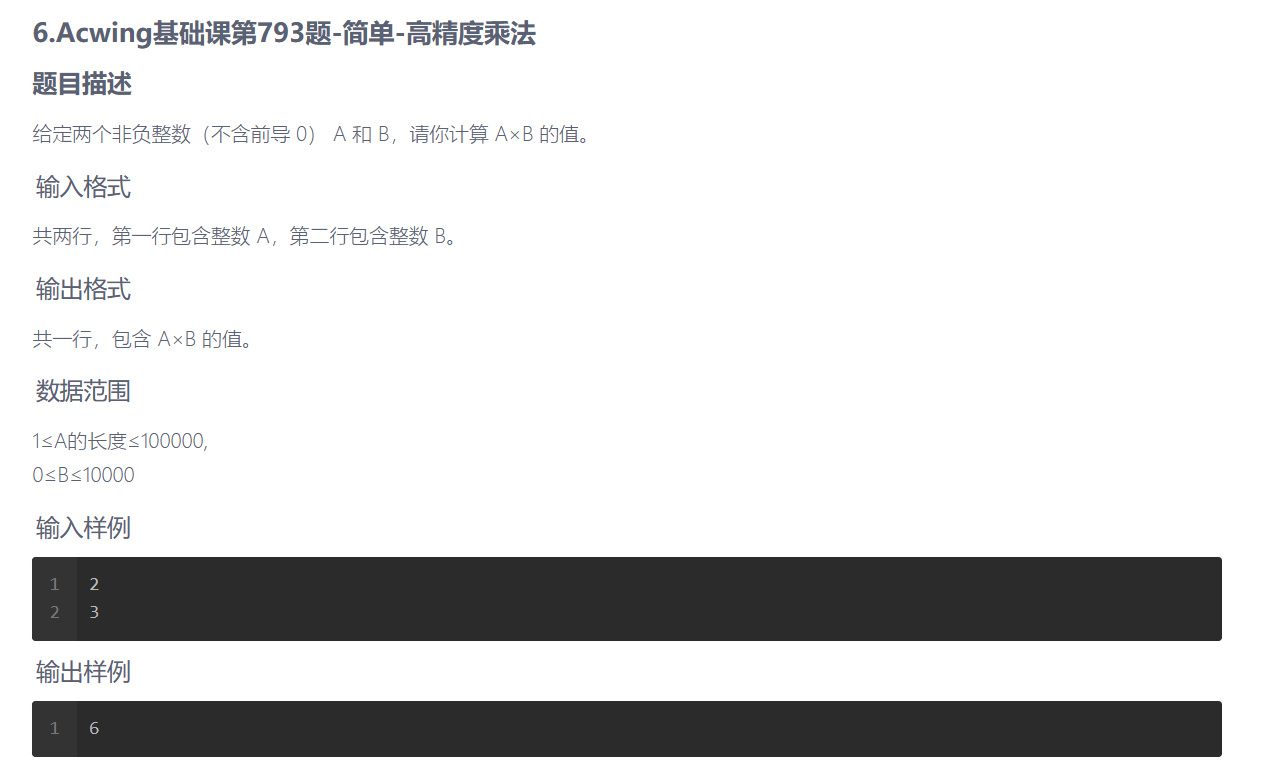 6.Acwing基础课第793题-简单-高精度乘法
题目描述
给定两个非负整数（不含前导 0） A 和 B，请你计算 A×B 的值。
输入格式
共两行，第一行包含整数 A，第二行包含整数 B。
输出格式
共一行，包含 A×B 的值。
数据范围
1≤A的长度≤100000,
0≤B≤10000
输入样例
1 2
2 3
输出样例
1 6